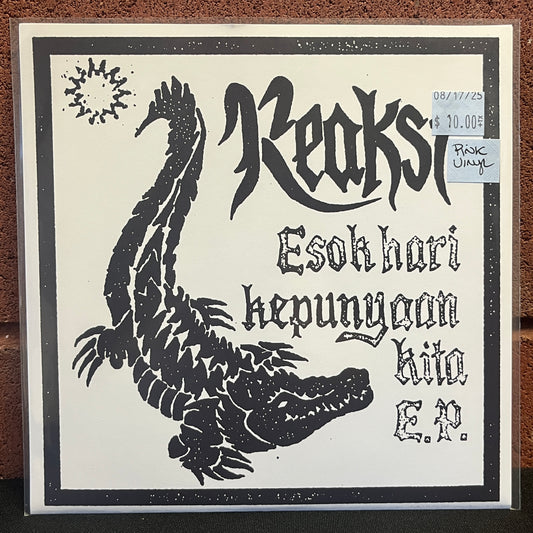 Reaksi
08/17/25
$ 10.00
PINK
VINYL
Esok hari
kepunyaan
kita
E.P.